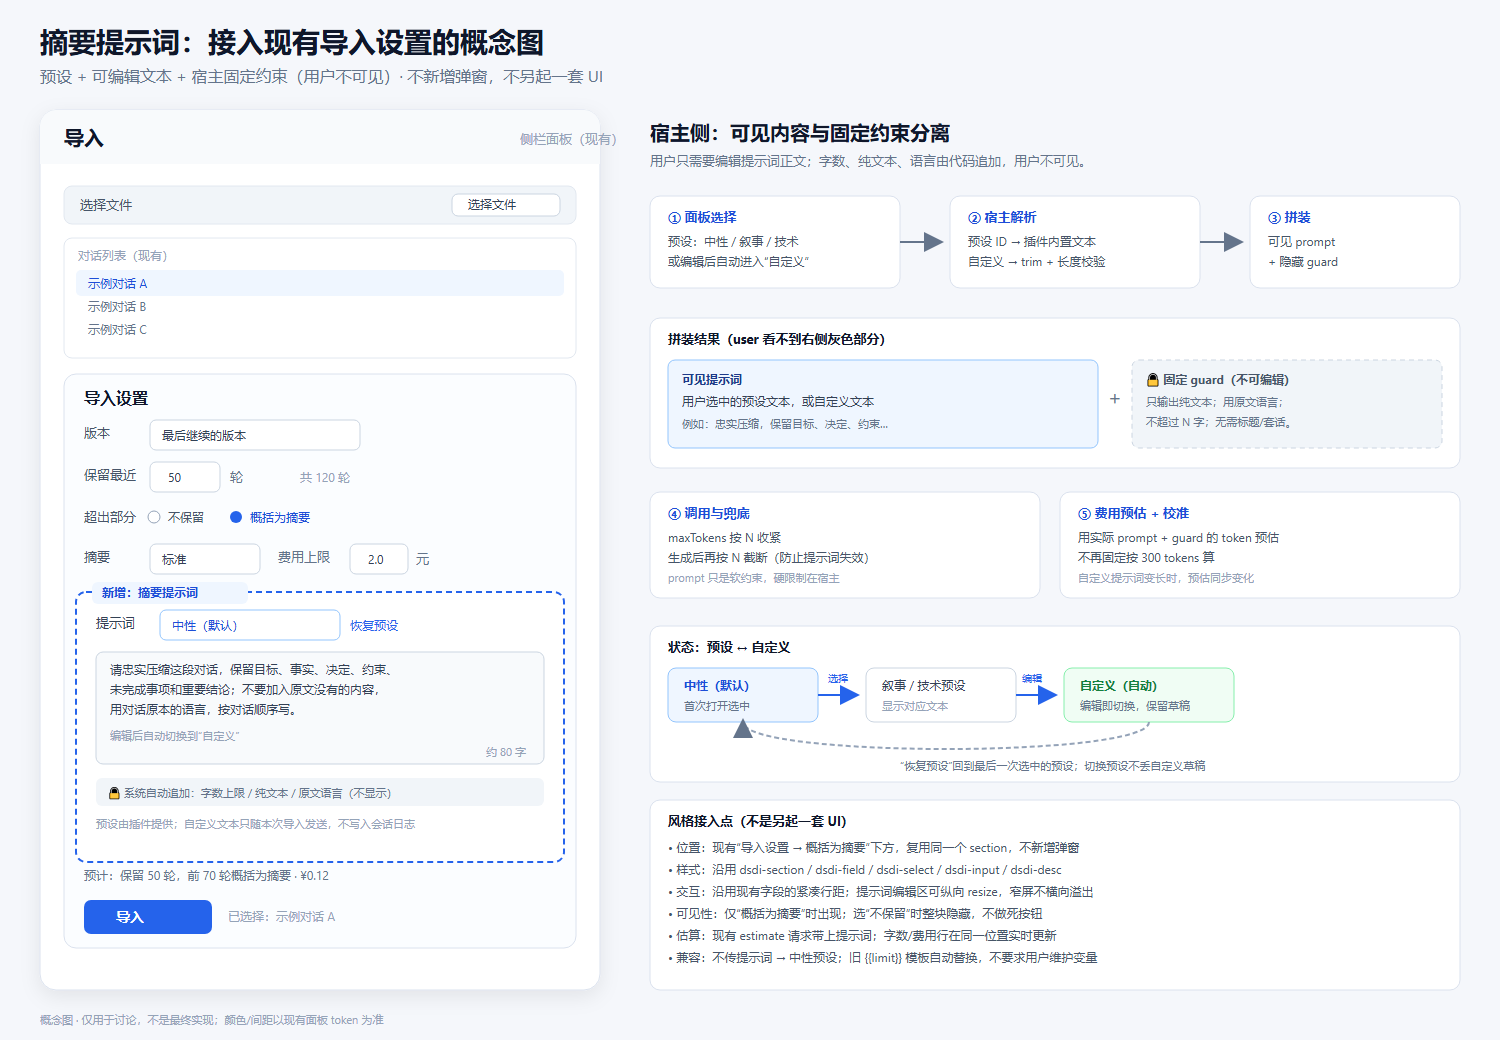 摘要提示词：接入现有导入设置的概念图
预设 + 可编辑文本 + 宿主固定约束（用户不可见）· 不新增弹窗，不另起一套 UI
导入
侧栏面板（现有）
选择文件
选择文件
对话列表（现有）
示例对话 A
示例对话 B
示例对话 C
导入设置
版本
最后继续的版本
保留最近
50
轮
共 120 轮
超出部分
不保留
概括为摘要
摘要
标准
费用上限
2.0
元
新增：摘要提示词
提示词
中性（默认）
恢复预设
请忠实压缩这段对话，保留目标、事实、决定、约束、
未完成事项和重要结论；不要加入原文没有的内容，
用对话原本的语言，按对话顺序写。
编辑后自动切换到“自定义”
约 80 字
🔒 系统自动追加：字数上限 / 纯文本 / 原文语言（不显示）
预设由插件提供；自定义文本只随本次导入发送，不写入会话日志
预计：保留 50 轮，前 70 轮概括为摘要 · ¥0.12
导入
已选择：示例对话 A
宿主侧：可见内容与固定约束分离
用户只需要编辑提示词正文；字数、纯文本、语言由代码追加，用户不可见。
① 面板选择
预设：中性 / 叙事 / 技术
或编辑后自动进入“自定义”
② 宿主解析
预设 ID → 插件内置文本
自定义 → trim + 长度校验
③ 拼装
可见 prompt
+ 隐藏 guard
拼装结果（user 看不到右侧灰色部分）
可见提示词
用户选中的预设文本，或自定义文本
例如：忠实压缩，保留目标、决定、约束...
+
🔒 固定 guard（不可编辑）
只输出纯文本；用原文语言；
不超过 N 字；无需标题/套话。
④ 调用与兜底
maxTokens 按 N 收紧
生成后再按 N 截断（防止提示词失效）
prompt 只是软约束，硬限制在宿主
⑤ 费用预估 + 校准
用实际 prompt + guard 的 token 预估
不再固定按 300 tokens 算
自定义提示词变长时，预估同步变化
状态：预设 ↔ 自定义
中性（默认）
首次打开选中
选择
叙事 / 技术预设
显示对应文本
编辑
自定义（自动）
编辑即切换，保留草稿
“恢复预设”回到最后一次选中的预设；切换预设不丢自定义草稿
风格接入点（不是另起一套 UI）
• 位置：现有“导入设置 → 概括为摘要”下方，复用同一个 section，不新增弹窗
• 样式：沿用 dsdi-section / dsdi-field / dsdi-select / dsdi-input / dsdi-desc
• 交互：沿用现有字段的紧凑行距；提示词编辑区可纵向 resize，窄屏不横向溢出
• 可见性：仅“概括为摘要”时出现；选“不保留”时整块隐藏，不做死按钮
• 估算：现有 estimate 请求带上提示词；字数/费用行在同一位置实时更新
• 兼容：不传提示词 → 中性预设；旧 {{limit}} 模板自动替换，不要求用户维护变量
概念图 · 仅用于讨论，不是最终实现；颜色/间距以现有面板 token 为准